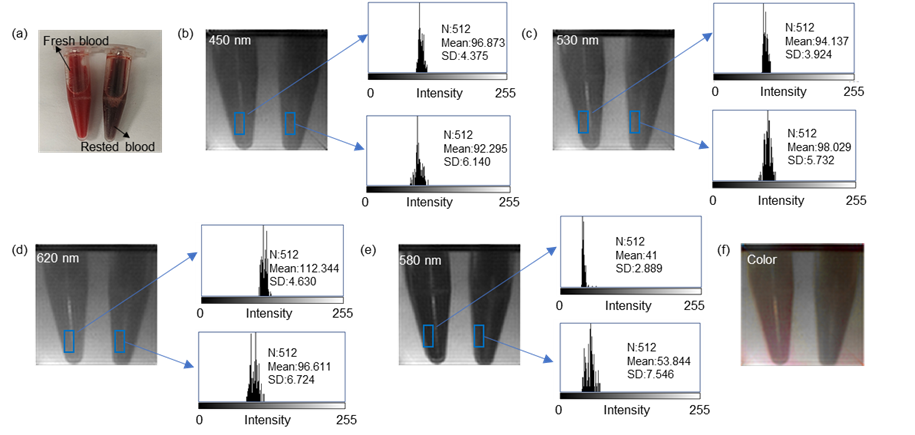 (a)
Fresh blood
Rested blood
(b)
450 nm
N:512
Mean:96.873
SD:4.375
0 Intensity 255
N:512
Mean:92.295
SD:6.140
0 Intensity 255
(c)
530 nm
N:512
Mean:94.137
SD:3.924
0 Intensity 255
N:512
Mean:98.029
SD:5.732
0 Intensity 255
(d)
620 nm
N:512
Mean:112.344
SD:4.630
0 Intensity 255
N:512
Mean:96.611
SD:6.724
0 Intensity 255
(e)
580 nm
N:512
Mean:41
SD:2.889
0 Intensity 255
N:512
Mean:53.844
SD:7.546
0 Intensity 255
(f)
Color